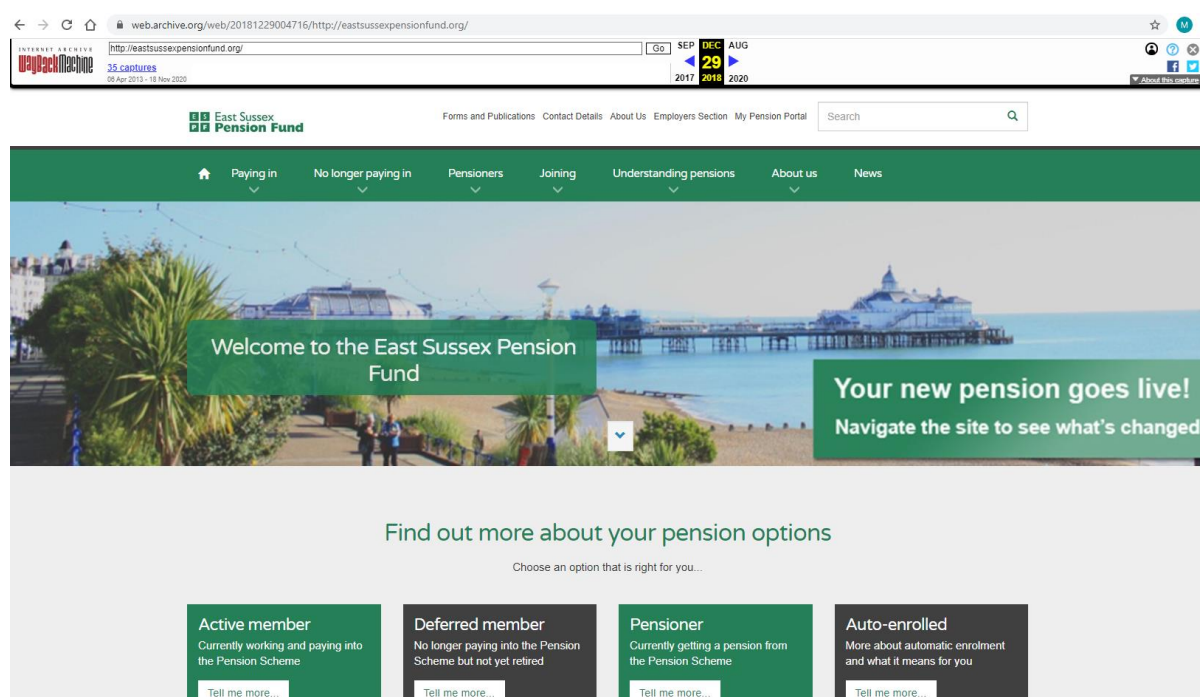 web.archive.org/web/20181229004716/http://eastsussexpensionfund.org/
M
INTERNET ARCHIVE
WayBackMachine
http://eastsussexpensionfund.org/
Go
SEP DEC AUG
35 captures
29
06 Apr 2013 - 18 Nov 2020
2017 2018 2020
About this capture
ES East Sussex
PF Pension Fund
Forms and Publications Contact Details About Us Employers Section My Pension Portal
Search
Paying in No longer paying in Pensioners Joining Understanding pensions About us News
Welcome to the East Sussex Pension
Fund
Your new pension goes live!
Navigate the site to see what's changed
Find out more about your pension options
Choose an option that is right for you...
Active member
Currently working and paying into
the Pension Scheme
Tell me more...
Deferred member
No longer paying into the Pension
Scheme but not yet retired
Tell me more...
Pensioner
Currently getting a pension from
the Pension Scheme
Tell me more...
Auto-enrolled
More about automatic enrolment
and what it means for you
Tell me more...